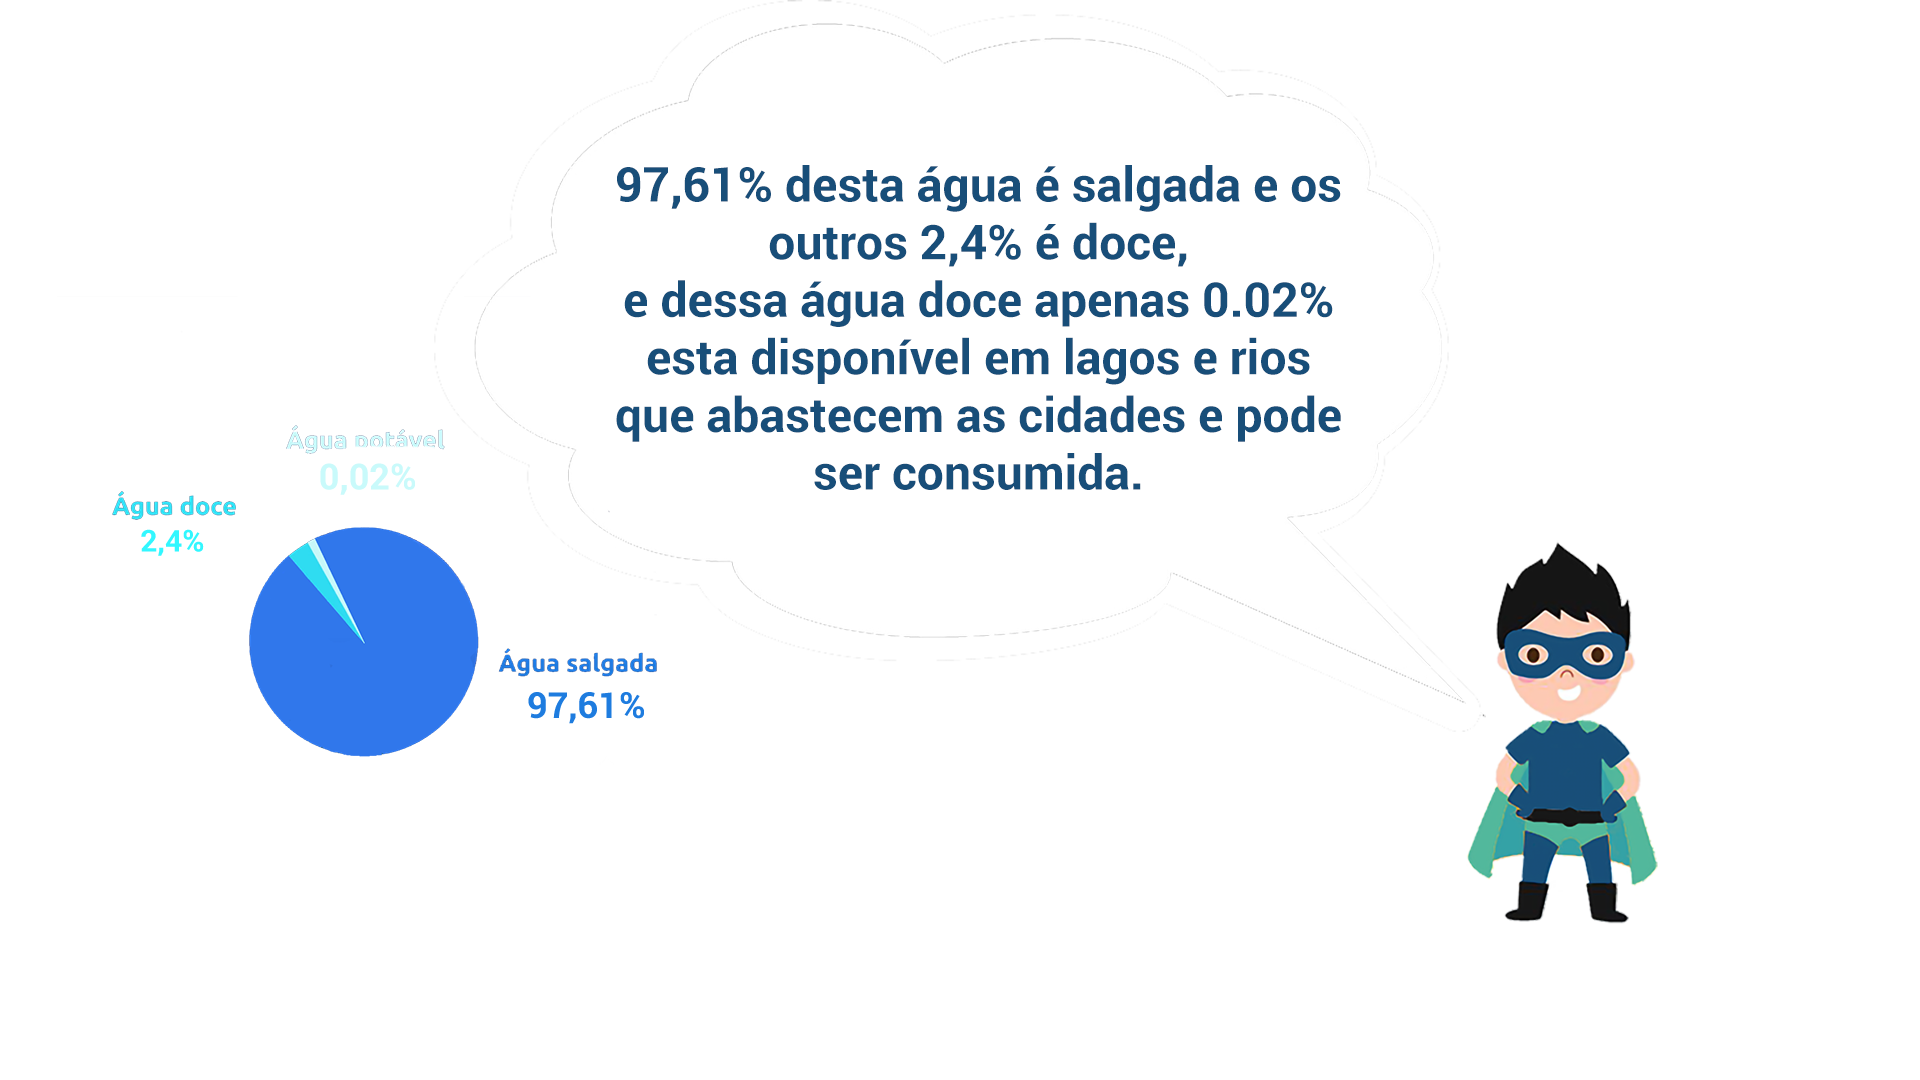 97,61% desta água é salgada e os
outros 2,4% é doce,
e dessa água doce apenas 0.02%
esta disponível em lagos e rios
que abastecem as cidades e pode
ser consumida.
Água potável
0,02%
Água doce
2,4%
Água salgada
97,61%